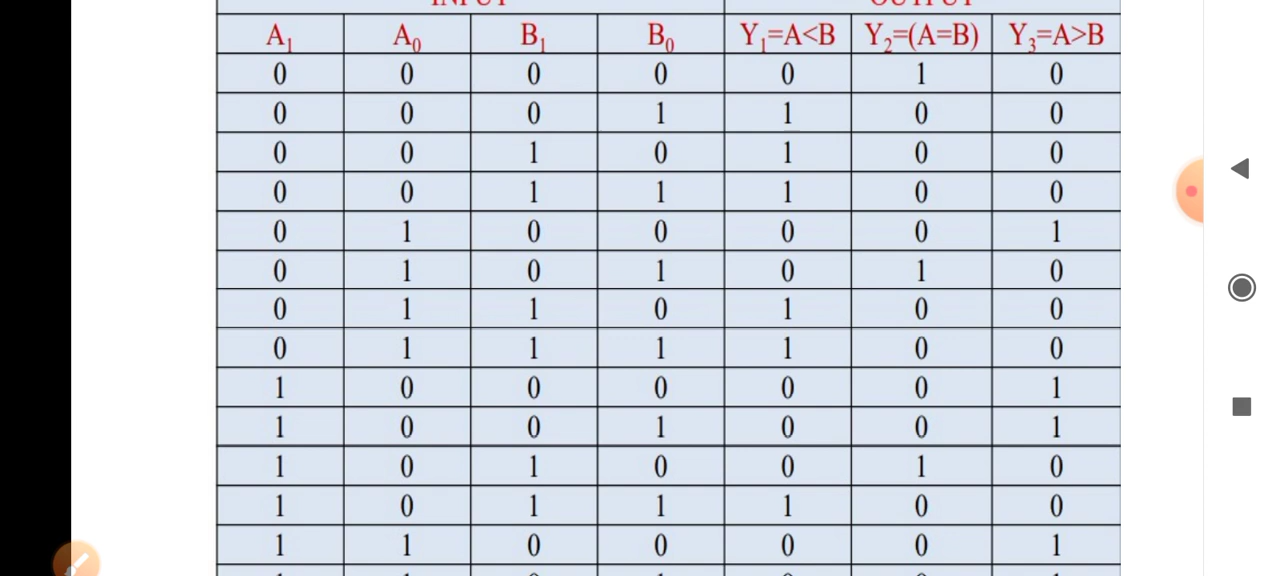 INPUT OUTPUT
A₁ A₀ B₁ B₀ Y₁=A<B Y₂=(A=B) Y₃=A>B
0 0 0 0 0 1 0
0 0 0 1 1 0 0
0 0 1 0 1 0 0
0 0 1 1 1 0 0
0 1 0 0 0 0 1
0 1 0 1 0 1 0
0 1 1 0 1 0 0
0 1 1 1 1 0 0
1 0 0 0 0 0 1
1 0 0 1 0 0 1
1 0 1 0 0 1 0
1 0 1 1 1 0 0
1 1 0 0 0 0 1